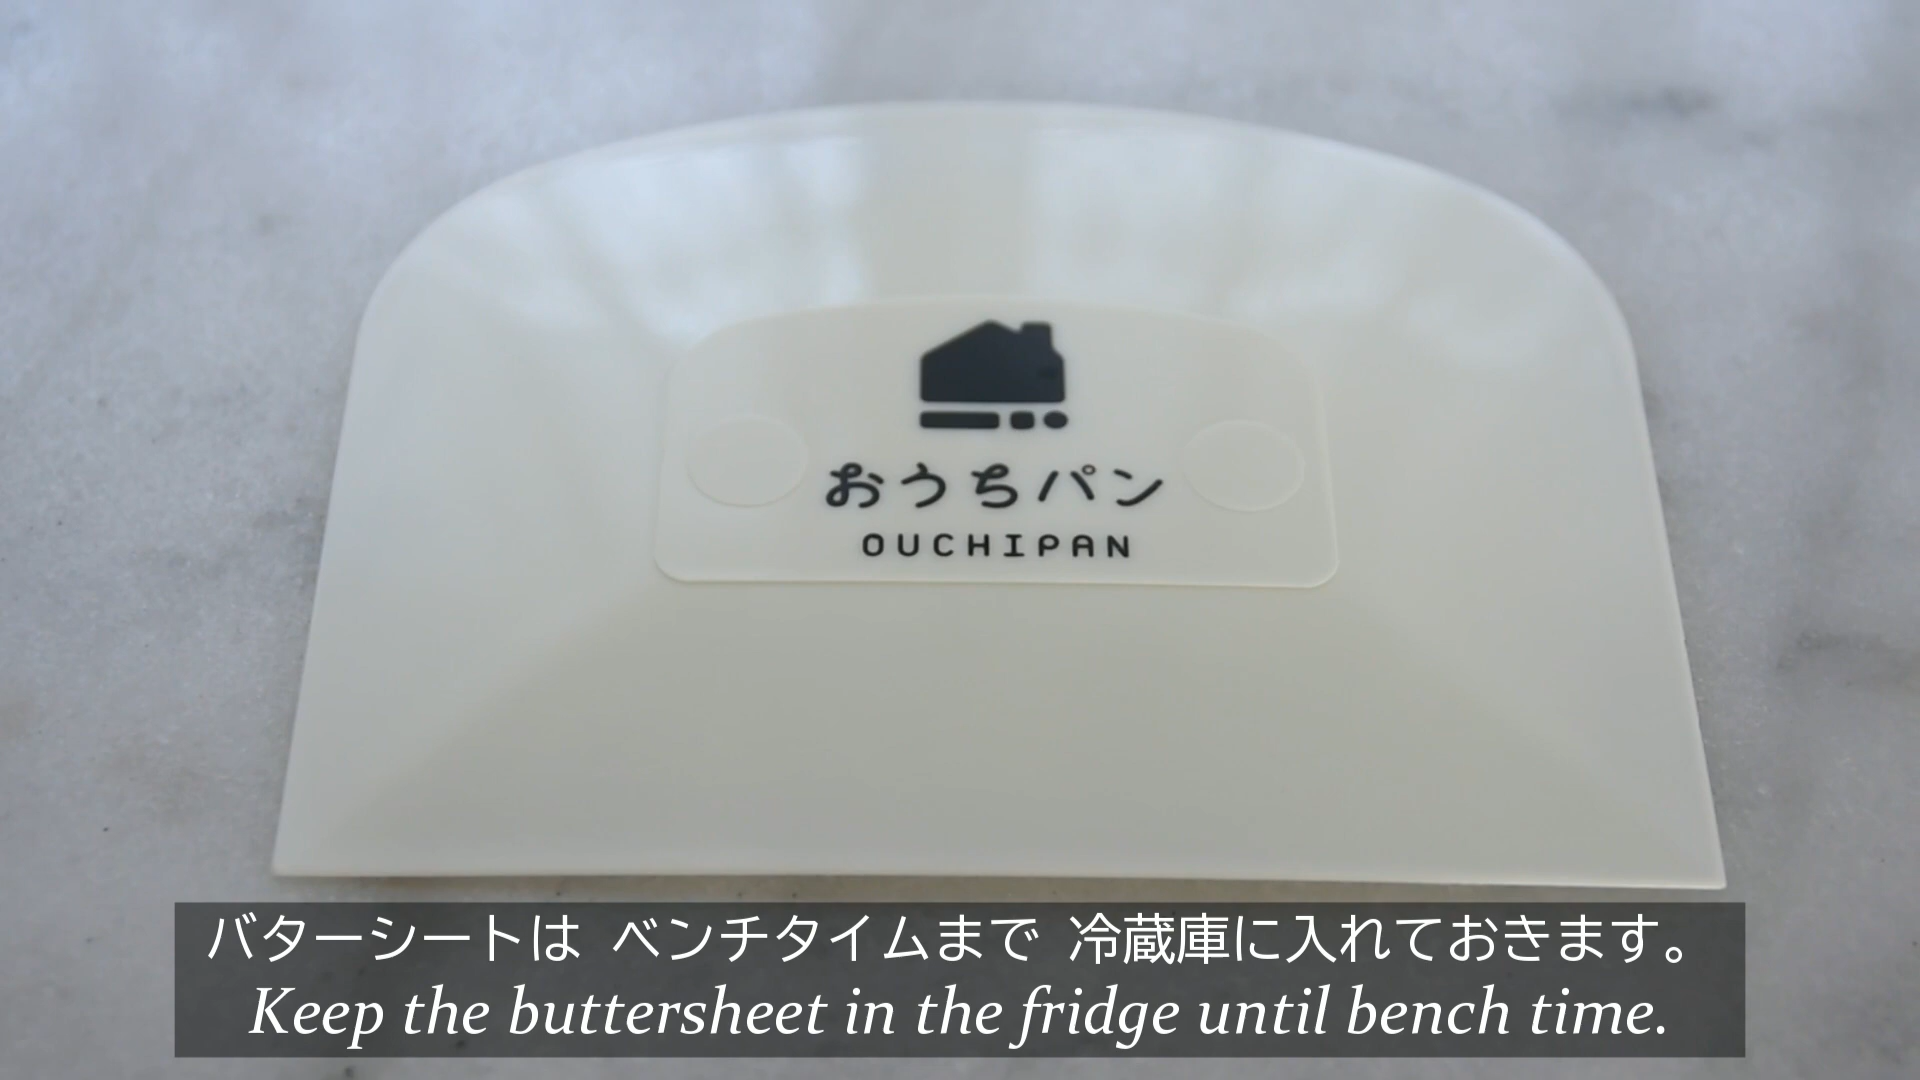 おうちパン
OUCHIPAN
バターシートは ベンチタイムまで 冷蔵庫に入れておきます。
Keep the buttersheet in the fridge until bench time.